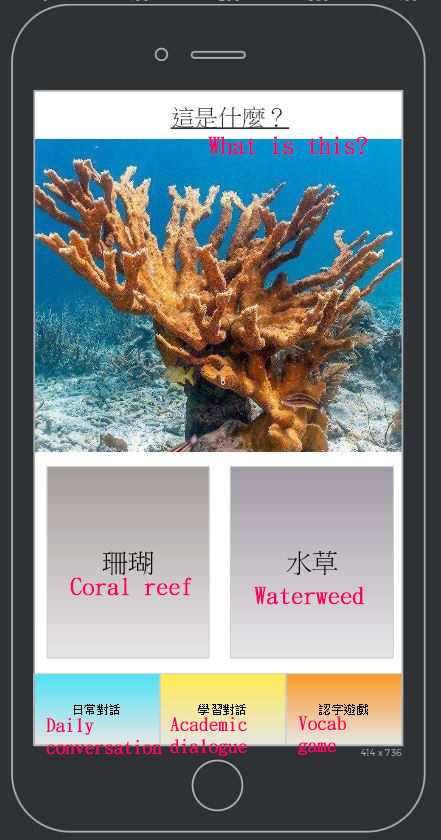 這是什麼？
What is this?
珊瑚
Coral reef
水草
Waterweed
日常對話
Daily
conversation
學習對話
Academic
dialogue
認字遊戲
Vocab
game
414 x 736